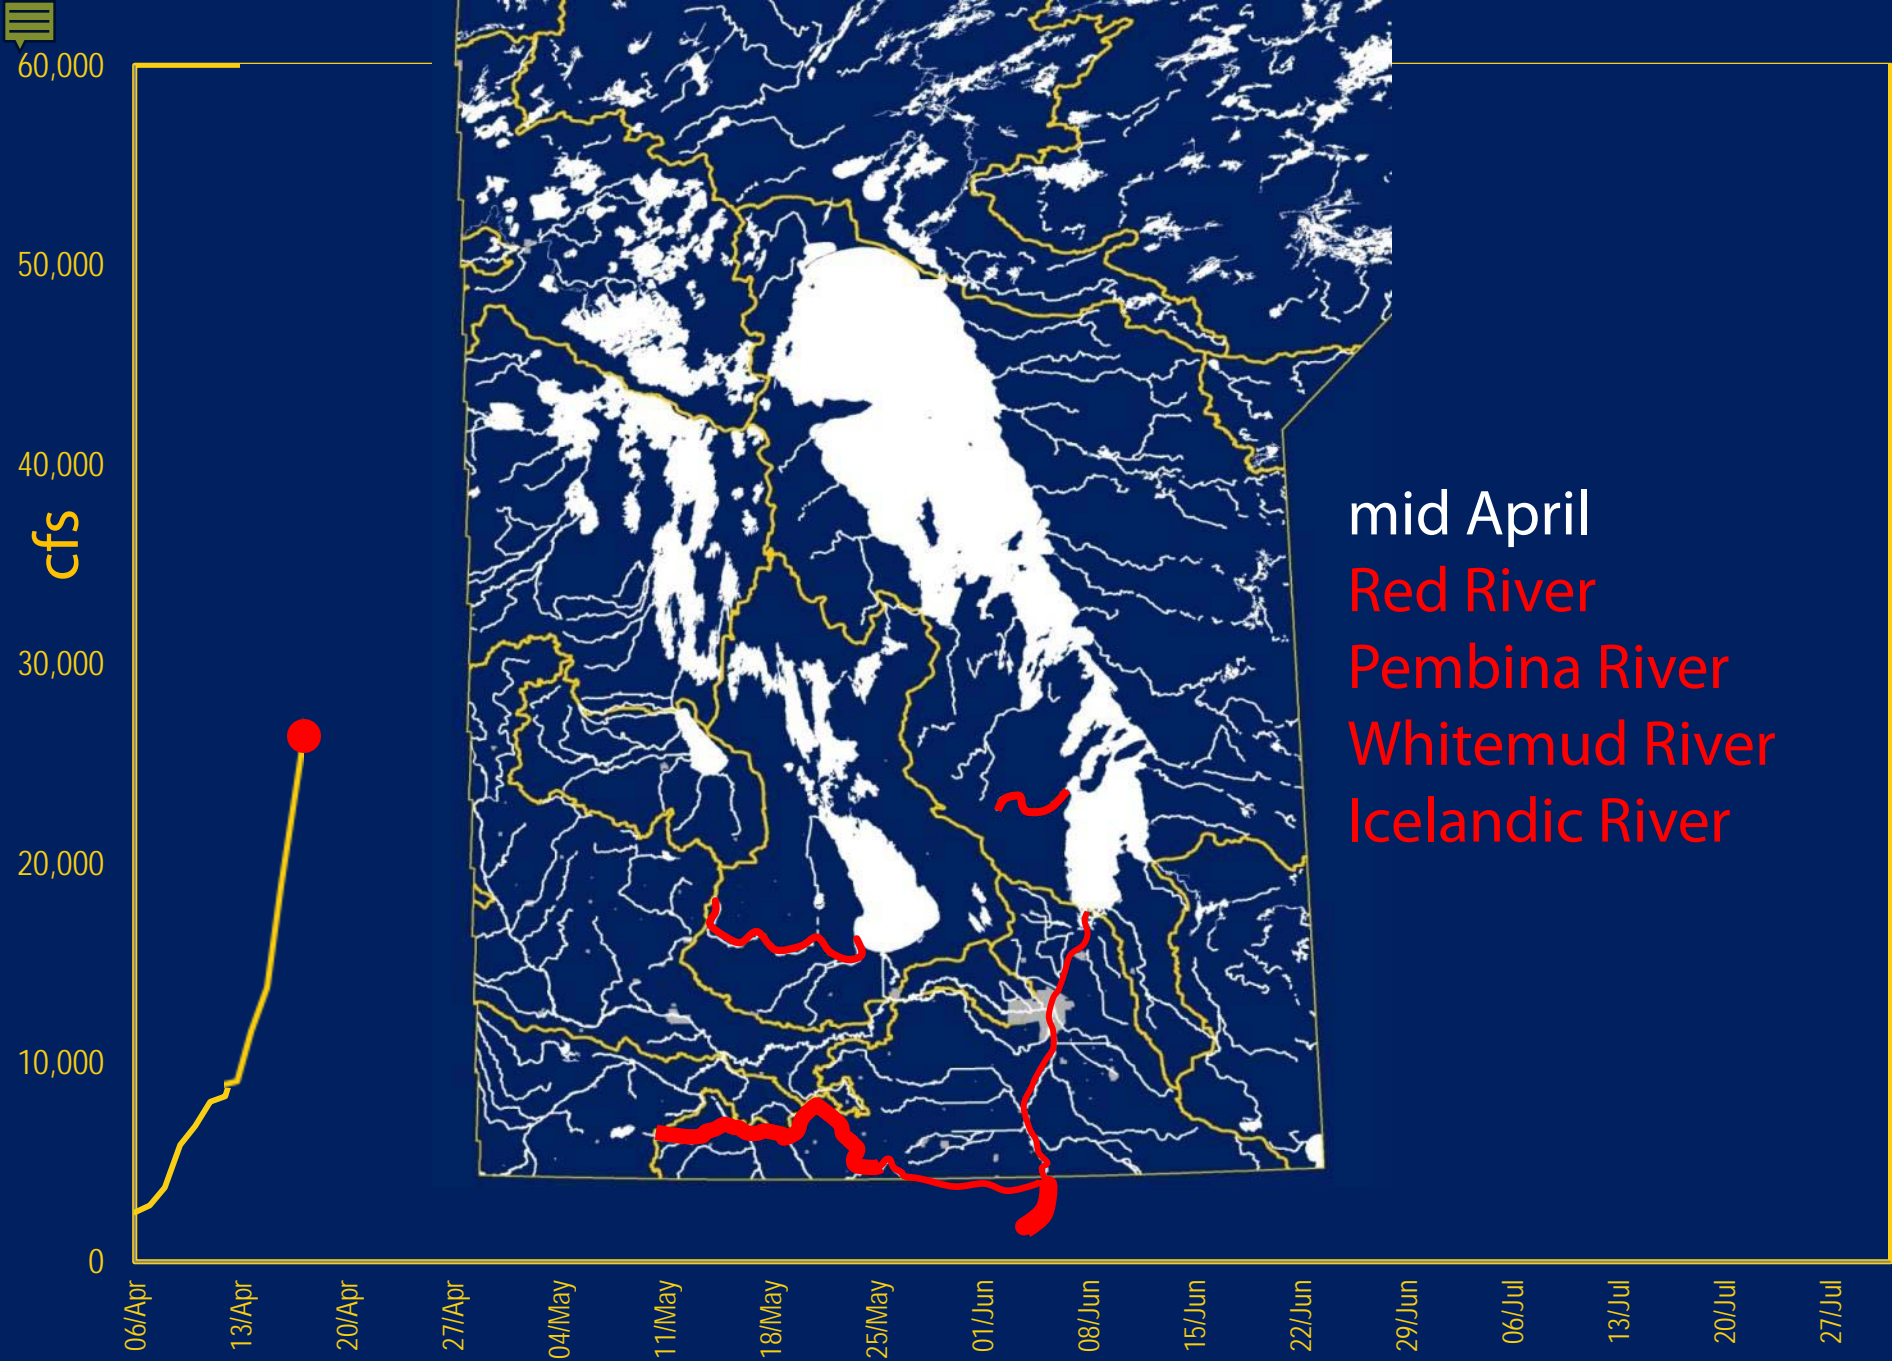 60,000
50,000
40,000
30,000
20,000
10,000
0
cfs
mid April
Red River
Pembina River
Whitemud River
Icelandic River
06/Apr
13/Apr
20/Apr
27/Apr
04/May
11/May
18/May
25/May
01/Jun
08/Jun
15/Jun
22/Jun
29/Jun
06/Jul
13/Jul
20/Jul
27/Jul